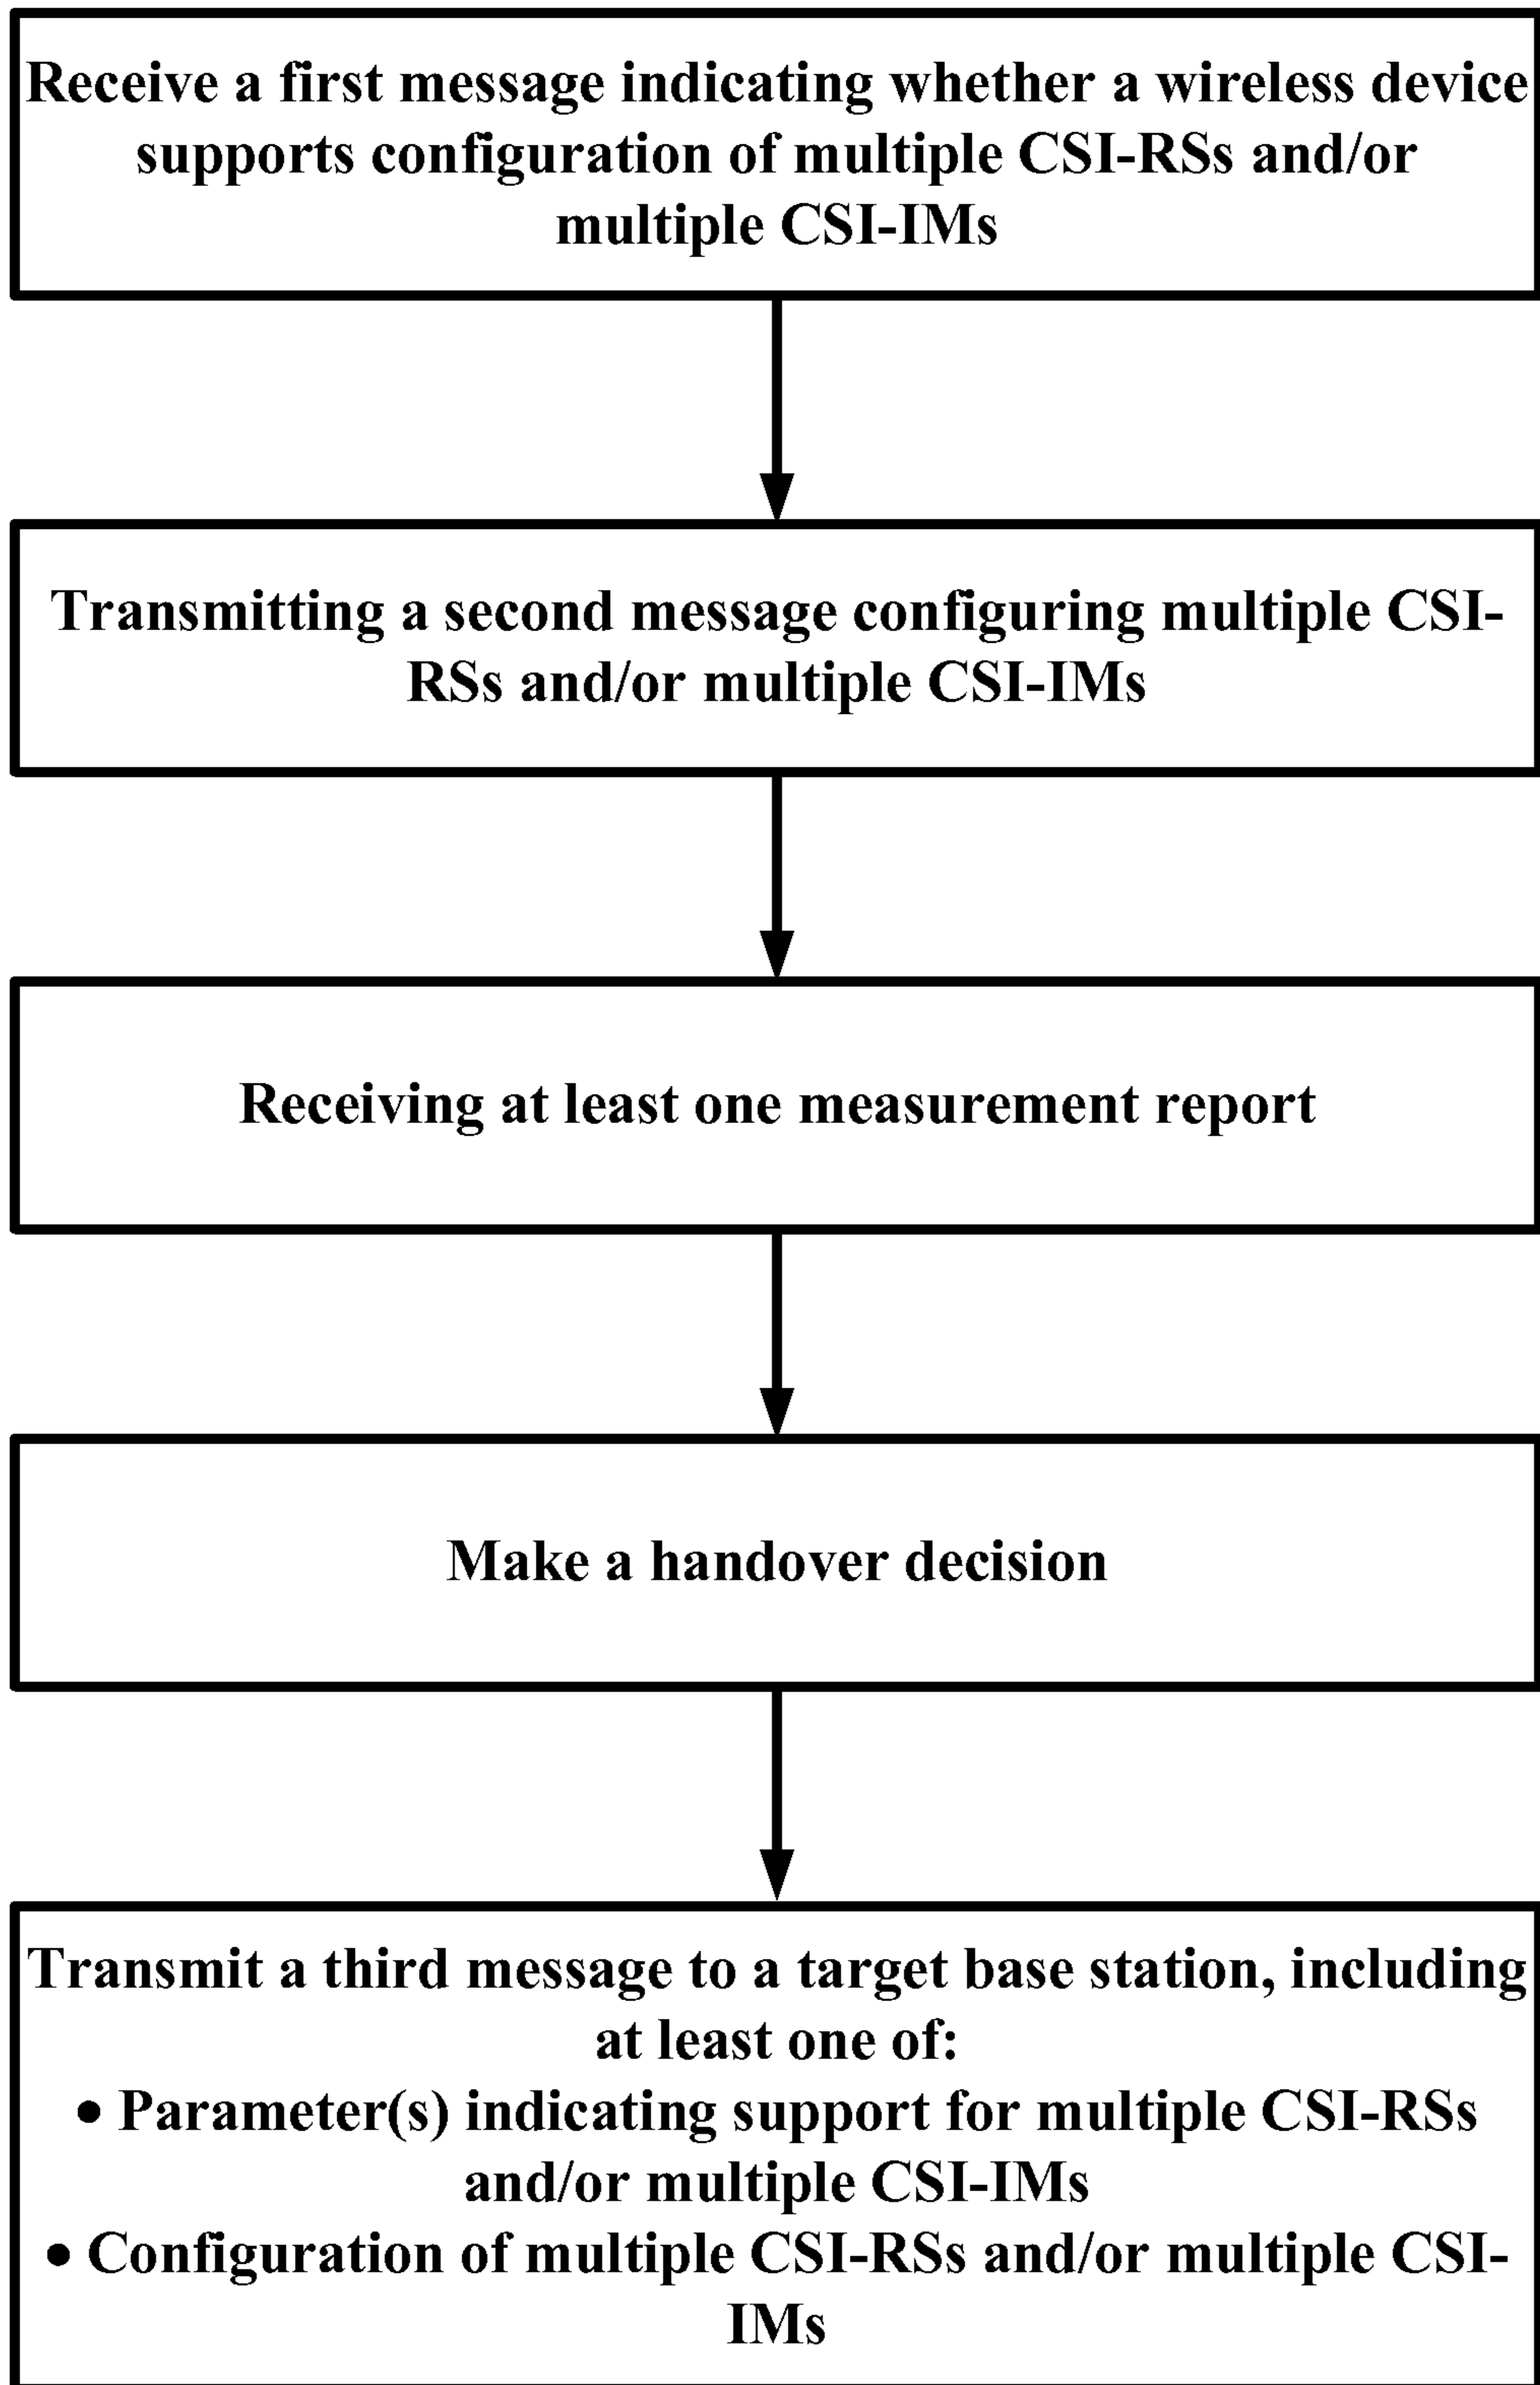 Receive a first message indicating whether a wireless device
supports configuration of multiple CSI-RSs and/or
multiple CSI-IMs
Transmitting a second message configuring multiple CSI-
RSs and/or multiple CSI-IMs
Receiving at least one measurement report
Make a handover decision
Transmit a third message to a target base station, including
at least one of:
• Parameter(s) indicating support for multiple CSI-RSs
and/or multiple CSI-IMs
• Configuration of multiple CSI-RSs and/or multiple CSI-
IMs